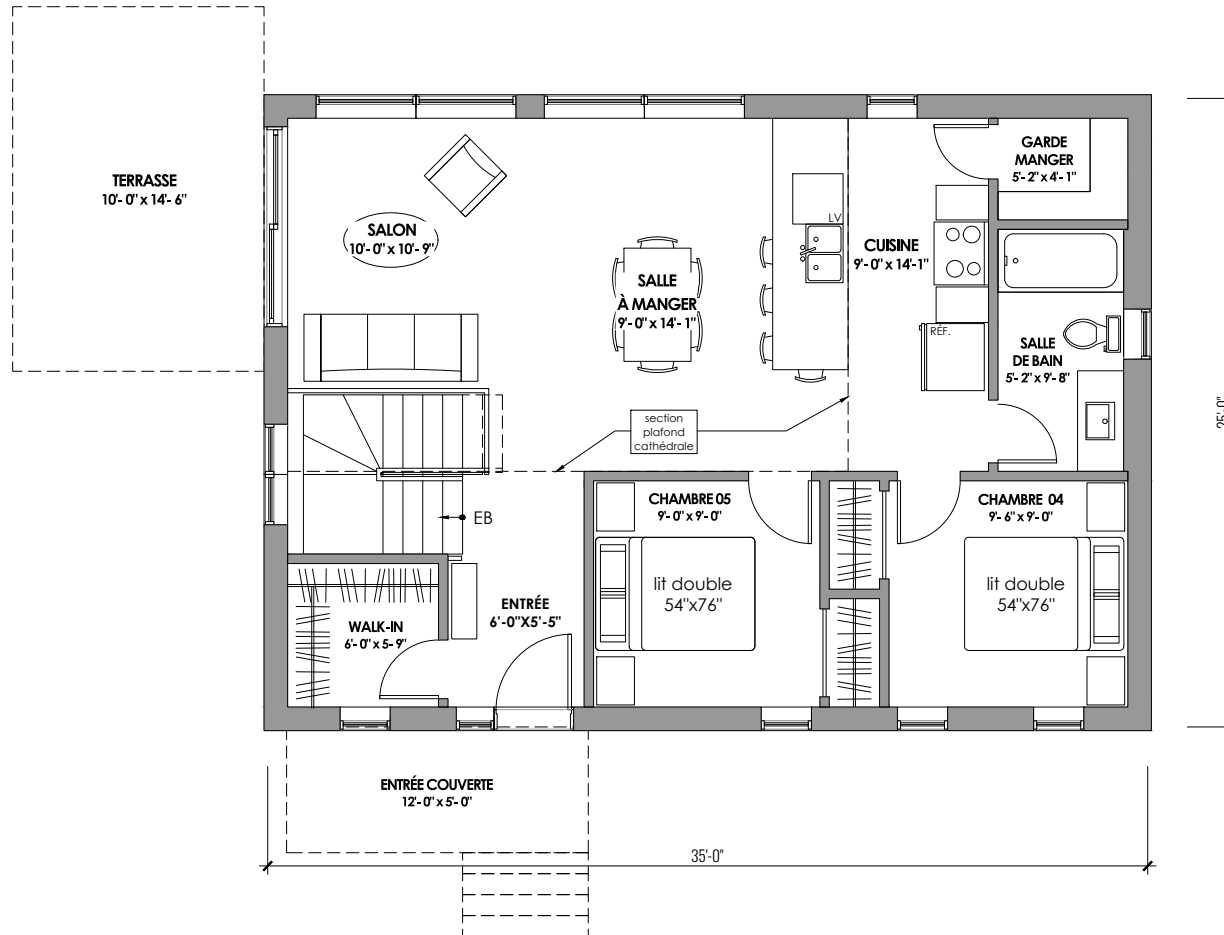 TERRASSE
10'- 0" x 14'- 6"
SALON
10'- 0" x 10'- 9"
SALLE
À MANGER
9'- 0" x 14'- 1"
LV
CUISINE
9'- 0" x 14'-1"
RÉF.
GARDE
MANGER
5'- 2" x 4'- 1"
SALLE
DE BAIN
5'- 2" x 9'- 8"
25'-0"
section
plafond
cathédrale
EB
CHAMBRE 05
9'- 0" x 9'- 0"
lit double
54"x76"
CHAMBRE 04
9'- 6" x 9'- 0"
lit double
54"x76"
ENTRÉE
6'-0"X5'-5"
WALK-IN
6'- 0" x 5- 9"
ENTRÉE COUVERTE
12'- 0" x 5'- 0"
35'-0"